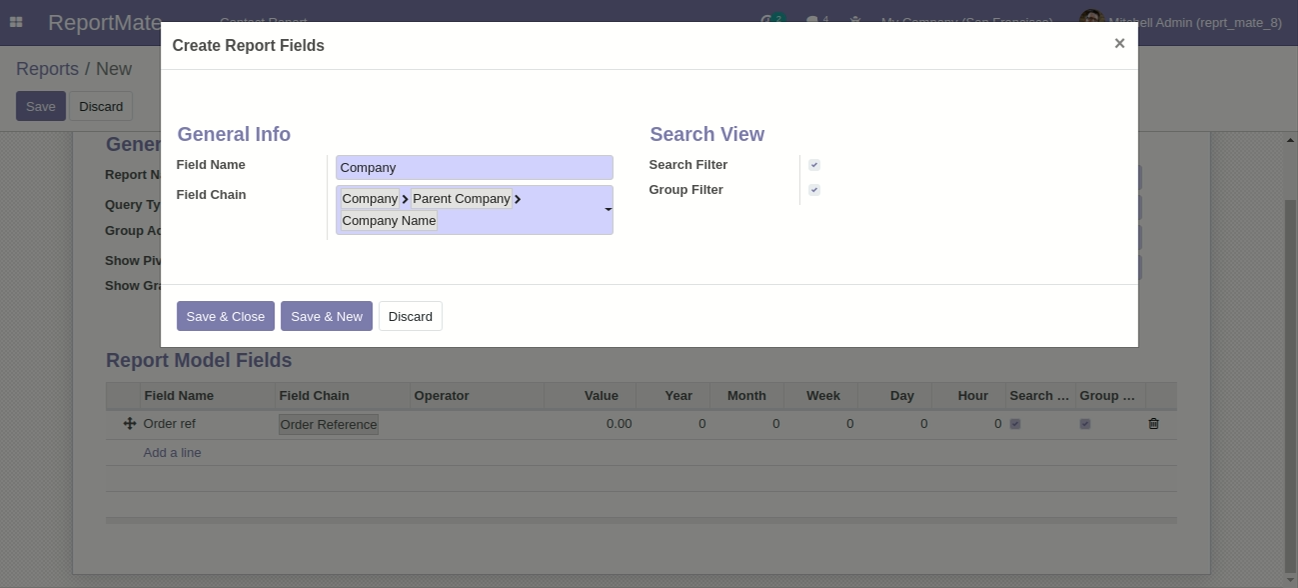 ReportMate
Contact Report
2
4
My Company (San Francisco)
Mitchell Admin (reprt_mate_8)
Reports / New
Save
Discard
Create Report Fields
×
General Info
Search View
Field Name
Company
Search Filter
Field Chain
Company
Parent Company
Company Name
Group Filter
Save & Close
Save & New
Discard
Gener
Report N
Query Ty
Group Ac
Show Piv
Show Gra
Report Model Fields
Field Name Field Chain Operator Value Year Month Week Day Hour Search ... Group ...
Order ref Order Reference 0.00 0 0 0 0 0
Add a line